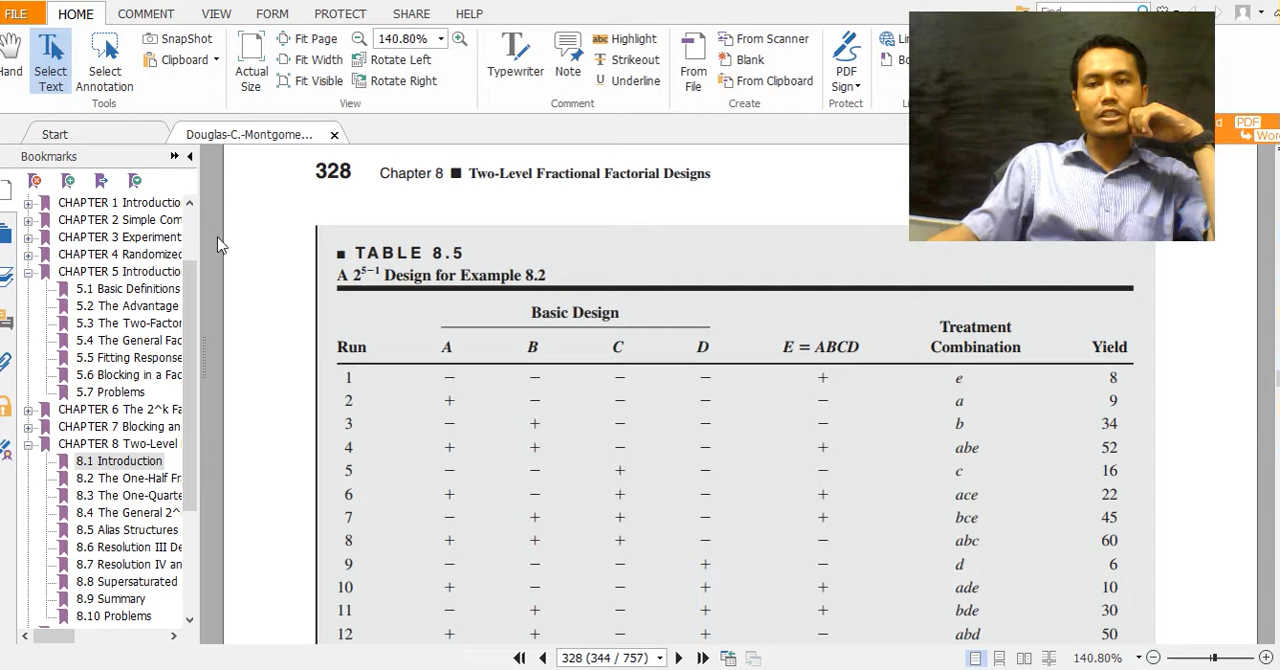 FILE HOME COMMENT VIEW FORM PROTECT SHARE HELP Find
Hand Select Text Select Annotation SnapShot Clipboard Tools
Actual Size Fit Page Fit Width Fit Visible 140.80% Rotate Left Rotate Right View
Typewriter Note Highlight Strikeout Underline Comment
From File From Scanner Blank From Clipboard Create
PDF Sign Protect
PDF
Start Douglas-C.-Montgome...
Bookmarks
CHAPTER 1 Introductio
CHAPTER 2 Simple Com
CHAPTER 3 Experiment
CHAPTER 4 Randomized
CHAPTER 5 Introductio
5.1 Basic Definitions
5.2 The Advantage
5.3 The Two-Factor
5.4 The General Fac
5.5 Fitting Response
5.6 Blocking in a Fac
5.7 Problems
CHAPTER 6 The 2^k Fa
CHAPTER 7 Blocking an
CHAPTER 8 Two-Level
8.1 Introduction
8.2 The One-Half Fr
8.3 The One-Quarte
8.4 The General 2^
8.5 Alias Structures
8.6 Resolution III De
8.7 Resolution IV an
8.8 Supersaturated
8.9 Summary
8.10 Problems
328 Chapter 8 ■ Two-Level Fractional Factorial Designs
■ TABLE 8.5
A 2⁵⁻¹ Design for Example 8.2
Basic Design
Run A B C D E = ABCD Treatment Combination Yield
1 − − − − + e 8
2 + − − − − a 9
3 − + − − − b 34
4 + + − − + abe 52
5 − − + − − c 16
6 + − + − + ace 22
7 − + + − + bce 45
8 + + + − − abc 60
9 − − − + − d 6
10 + − − + + ade 10
11 − + − + + bde 30
12 + + − + − abd 50
328 (344 / 757) 140.80%